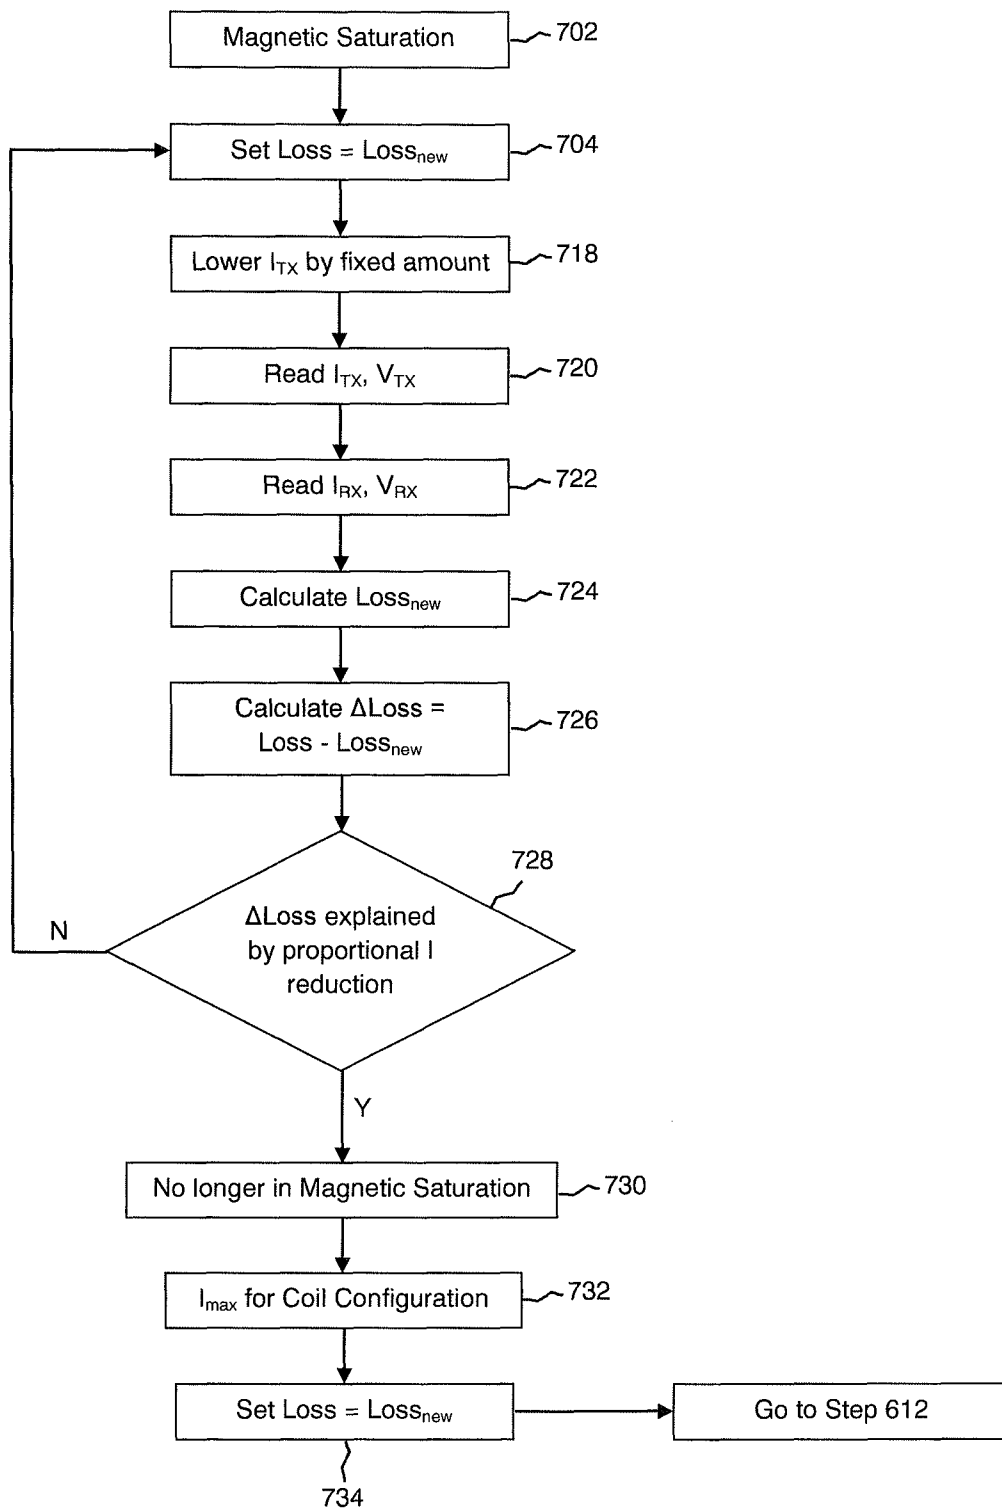 Magnetic Saturation
702
Set Loss = Loss_new
704
Lower I_TX by fixed amount
718
Read I_TX, V_TX
720
Read I_RX, V_RX
722
Calculate Loss_new
724
Calculate ΔLoss =
Loss - Loss_new
726
728
ΔLoss explained
by proportional I
reduction
N
Y
No longer in Magnetic Saturation
730
I_max for Coil Configuration
732
Set Loss = Loss_new
Go to Step 612
734